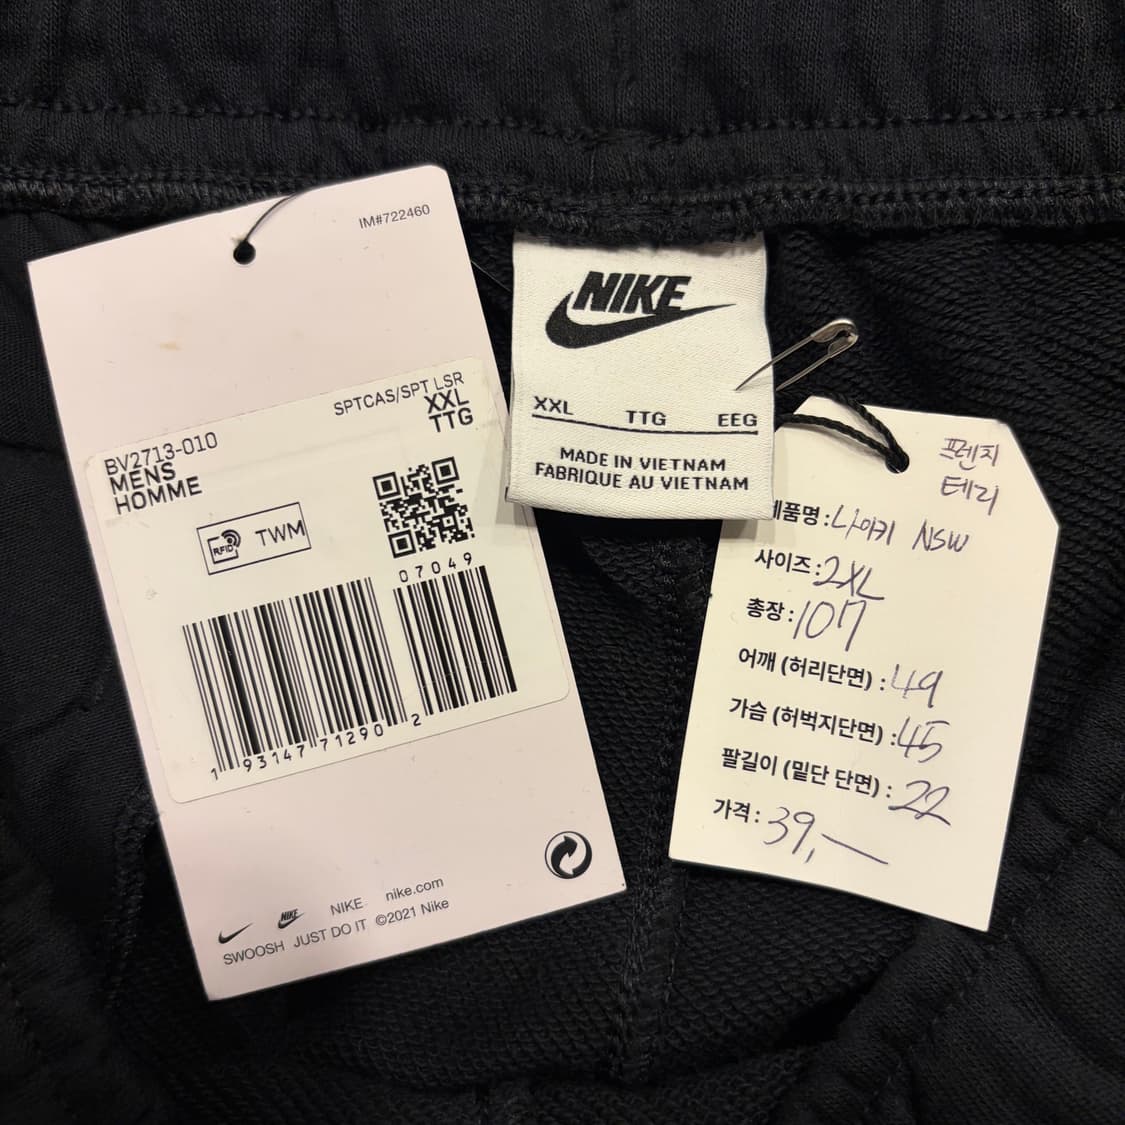 IM#722460
SPTCAS/SPT LSR
XXL
TTG
BV2713-010
MENS
HOMME
RFID TWM
07049
1 93147 71290 2
NIKE nike.com
SWOOSH JUST DO IT ©2021 Nike
NIKE
XXL TTG EEG
MADE IN VIETNAM
FABRIQUE AU VIETNAM
프렌치
테리
제품명 : 나이키 NSW
사이즈 : 2XL
총장 : 107
어깨 (허리단면) : 49
가슴 (허벅지단면) : 45
팔길이 (밑단 단면) : 22
가격 : 39,―